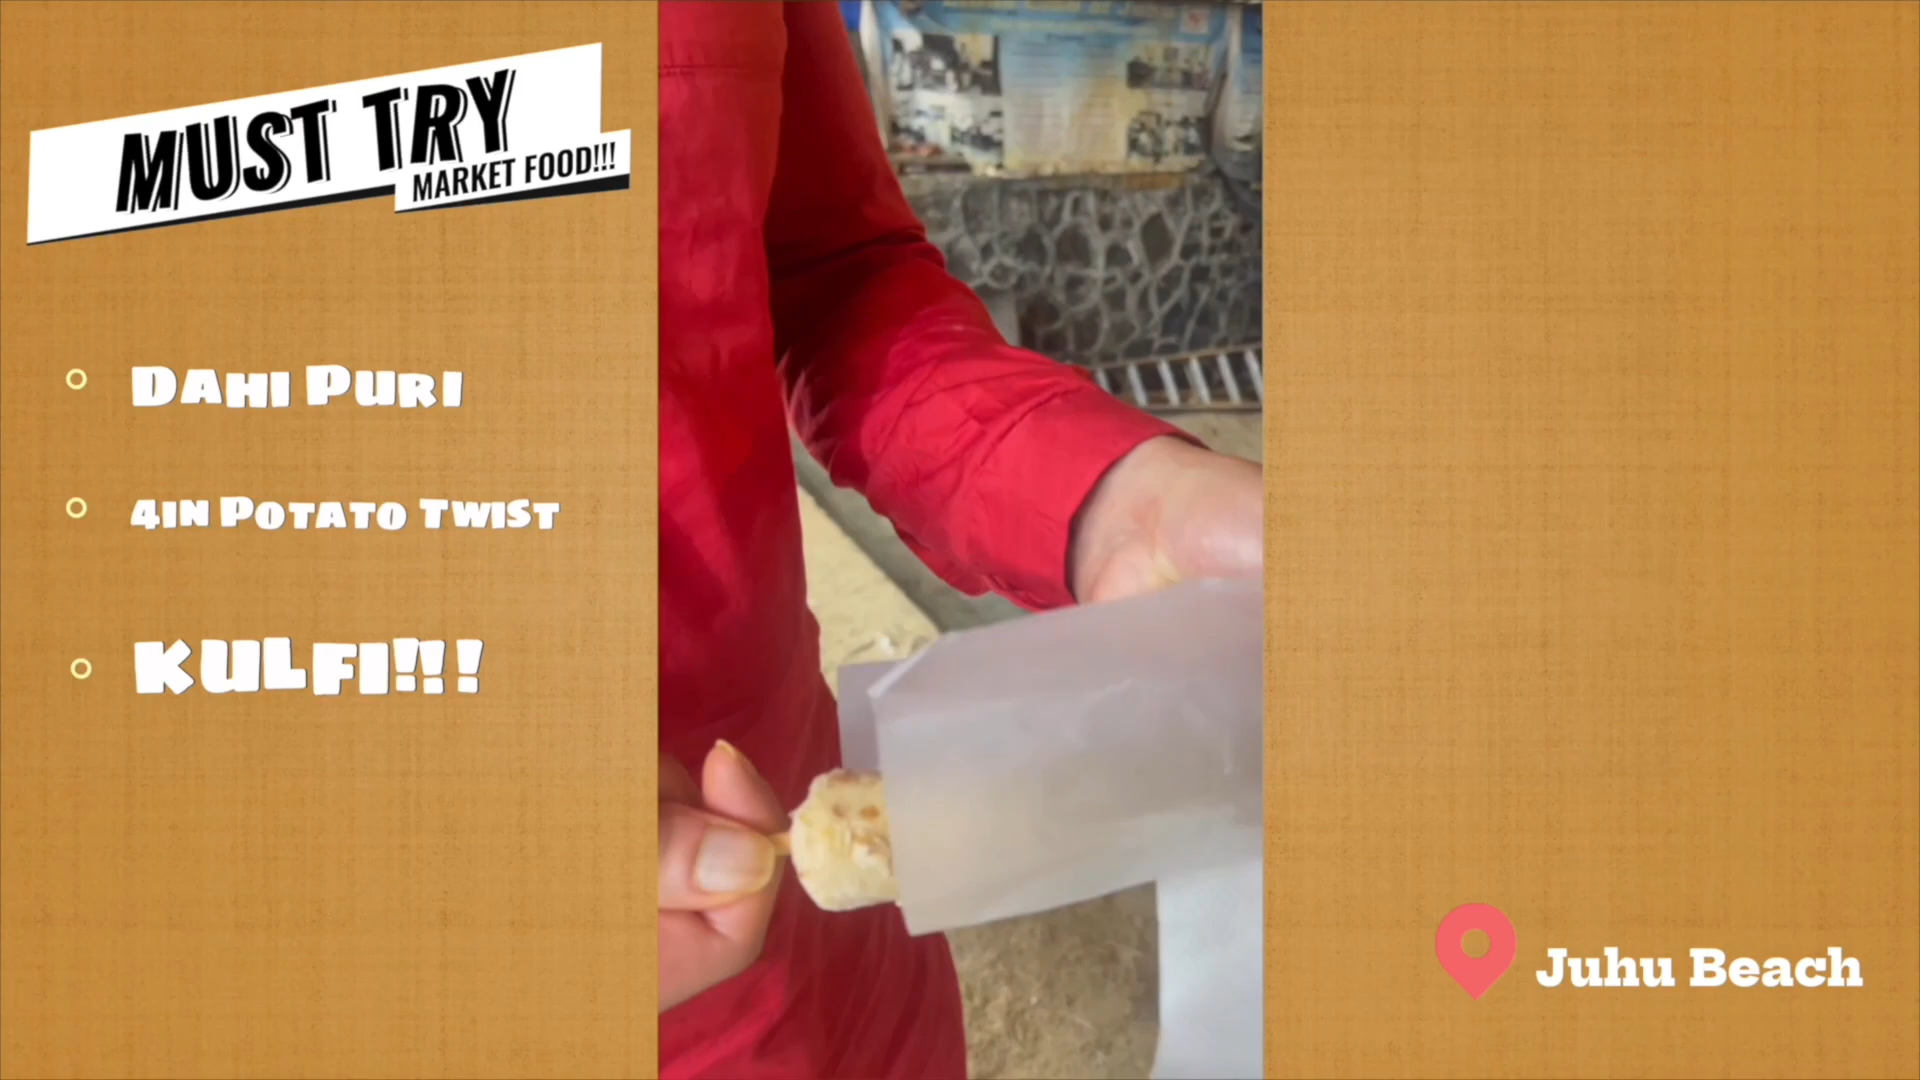 MUST TRY
MARKET FOOD!!!
Dahi Puri
4in Potato Twist
KULFI!!!
Juhu Beach